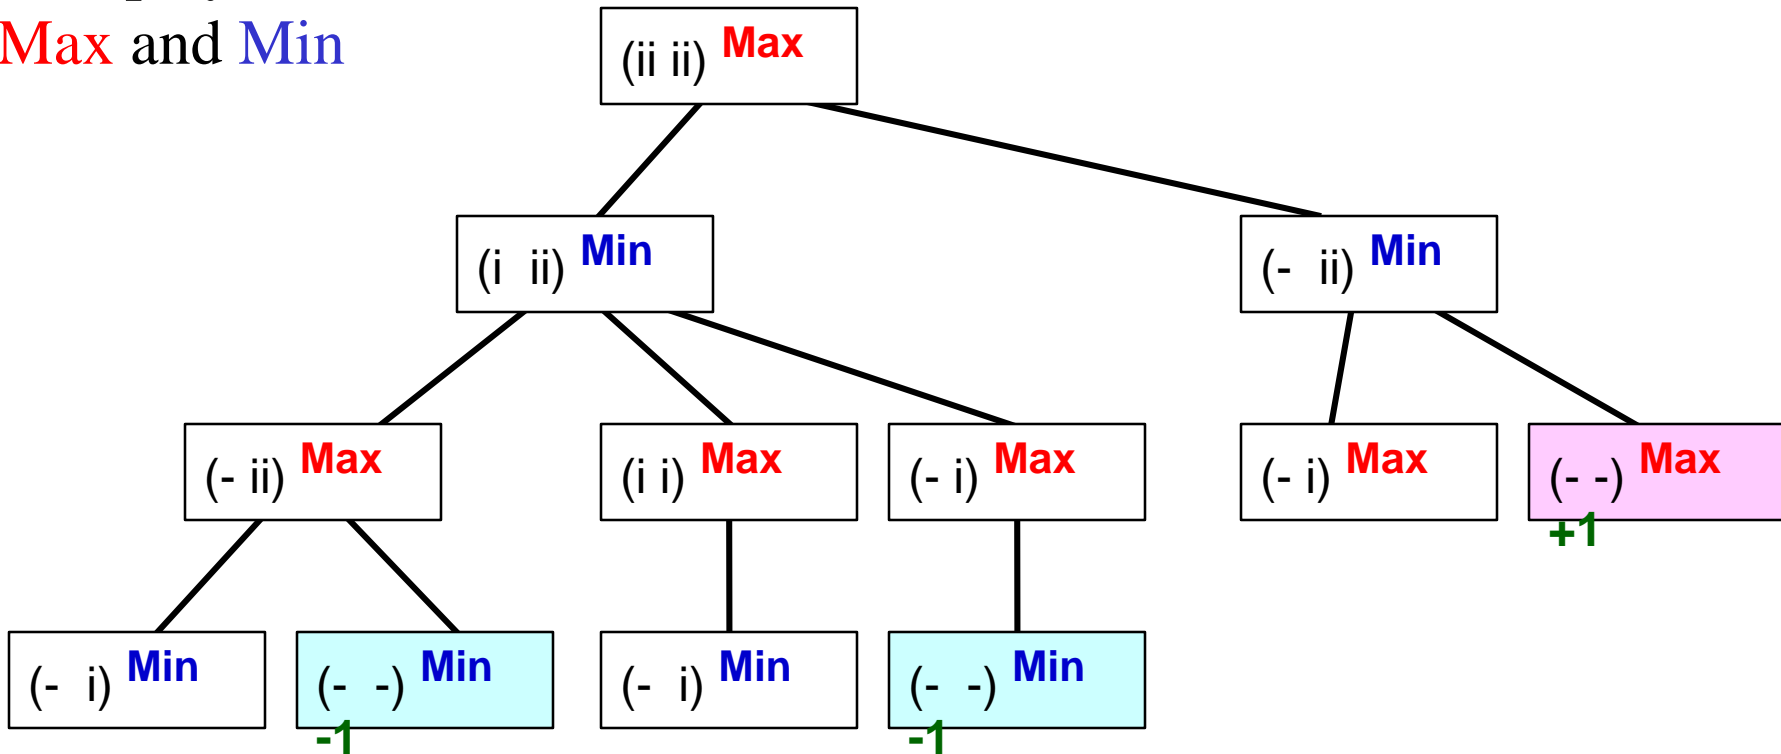 Max and Min
(ii ii) Max
(i ii) Min
(- ii) Min
(- ii) Max
(i i) Max
(- i) Max
(- i) Max
(- -) Max
+1
(- i) Min
(- -) Min
-1
(- i) Min
(- -) Min
-1